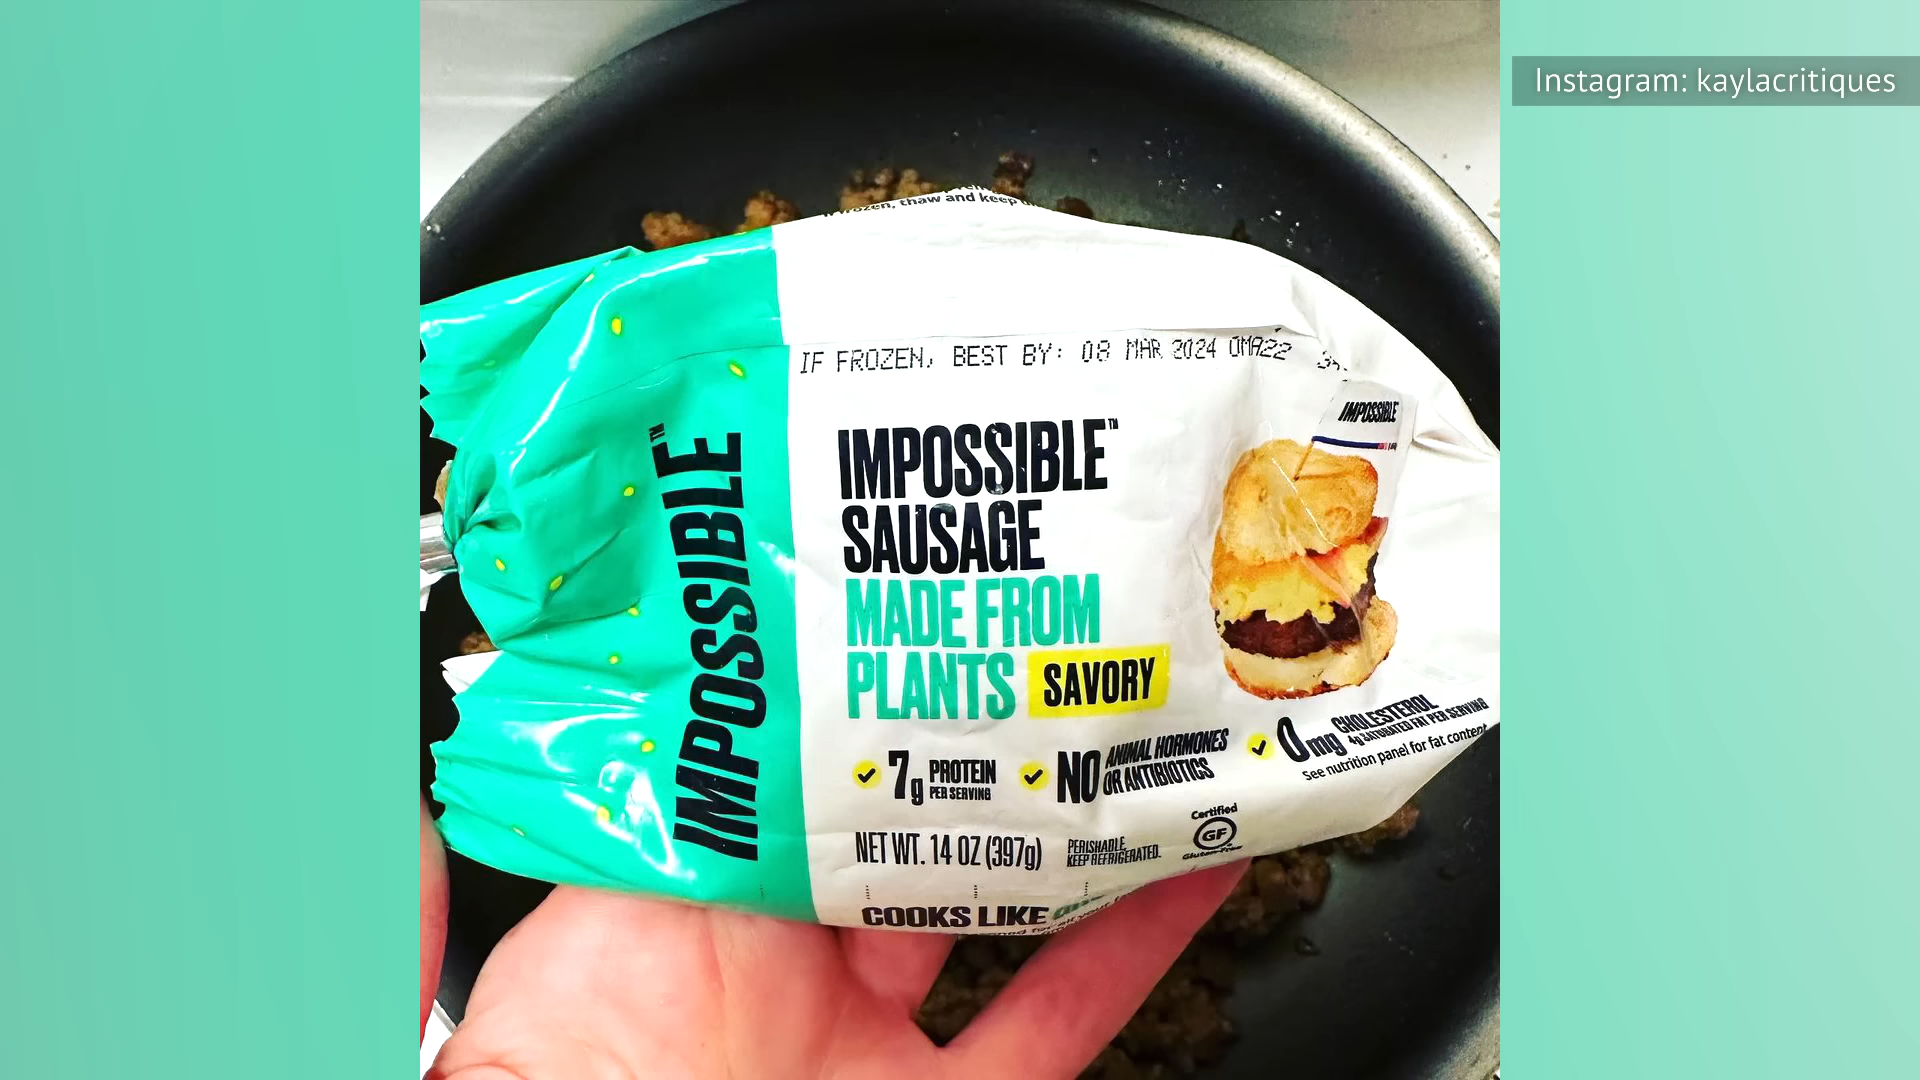 Instagram: kaylacritiques
frozen, thaw and keep
IF FROZEN, BEST BY: 08 MAR 2024 OMA22
IMPOSSIBLE
IMPOSSIBLE™
IMPOSSIBLE™
SAUSAGE
MADE FROM
PLANTS SAVORY
7g PROTEIN
PER SERVING
NO ANIMAL HORMONES
OR ANTIBIOTICS
0mg CHOLESTEROL
4g SATURATED FAT PER SERVING
See nutrition panel for fat content
NET WT. 14 OZ (397g)
PERISHABLE,
KEEP REFRIGERATED.
Certified
GF
Gluten-Free
COOKS LIKE